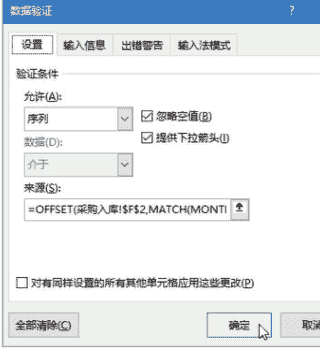 数据验证 ?
设置 输入信息 出错警告 输入法模式
验证条件
允许(A):
序列
忽略空值(B)
提供下拉箭头(I)
数据(D):
介于
来源(S):
=OFFSET(采购入库!$F$2,MATCH(MONTI
对有同样设置的所有其他单元格应用这些更改(P)
全部清除(C) 确定 取消